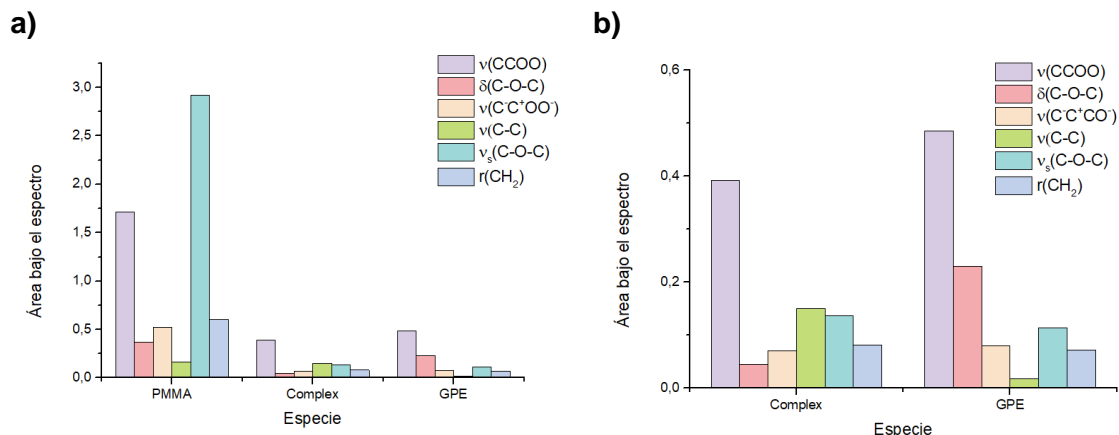 a)
ν(CCOO)
δ(C-O-C)
ν(C⁻C⁺OO⁻)
ν(C-C)
νₛ(C-O-C)
r(CH₂)
Área bajo el espectro
3,0
2,5
2,0
1,5
1,0
0,5
0,0
PMMA Complex GPE
Especie
b)
ν(CCOO)
δ(C-O-C)
ν(C⁻C⁺CO⁻)
ν(C-C)
νₛ(C-O-C)
r(CH₂)
Área bajo el espectro
0,6
0,4
0,2
0,0
Complex GPE
Especie